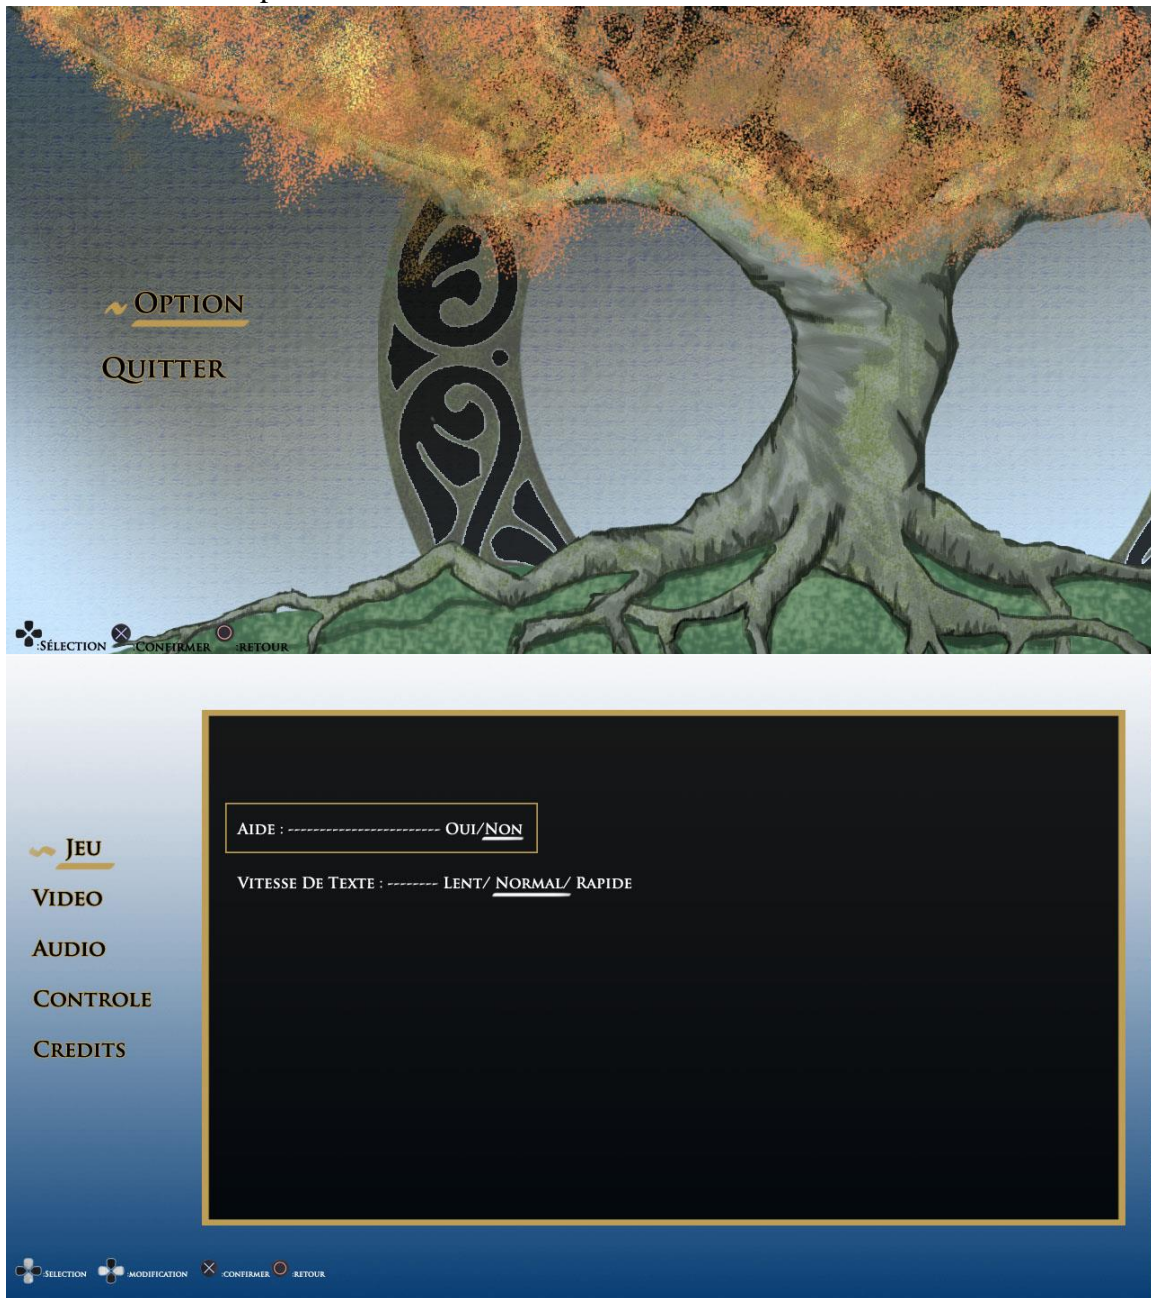 Option
Quitter
:Sélection :Confirmer :retour
Aide : ------------------------ Oui/Non
Jeu
Vitesse De Texte : -------- Lent/ Normal/ Rapide
Video
Audio
Controle
Credits
:selection :modification :confirmer :retour